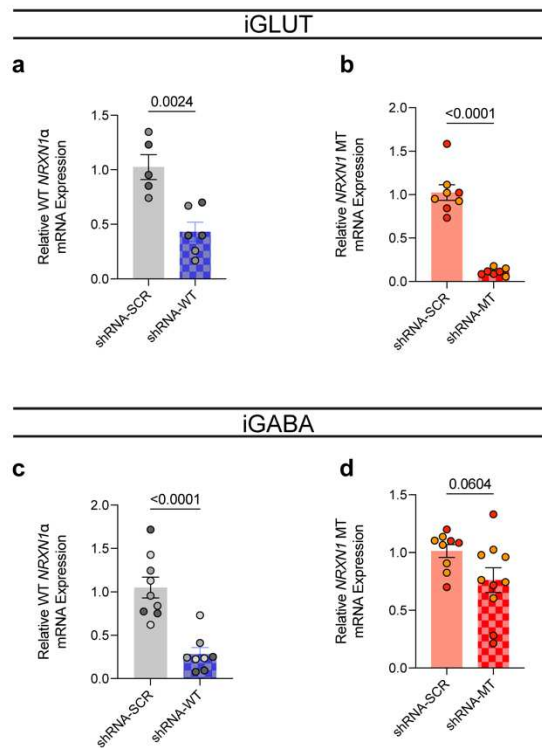 iGLUT
a
b
Relative WT NRXN1α
mRNA Expression
0.0024
1.5
1.0
0.5
0.0
shRNA-SCR
shRNA-WT
Relative NRXN1 MT
mRNA Expression
<0.0001
2.0
1.5
1.0
0.5
0.0
shRNA-SCR
shRNA-MT
iGABA
c
d
Relative WT NRXN1α
mRNA Expression
<0.0001
2.0
1.5
1.0
0.5
0.0
shRNA-SCR
shRNA-WT
Relative NRXN1 MT
mRNA Expression
0.0604
1.5
1.0
0.5
0.0
shRNA-SCR
shRNA-MT